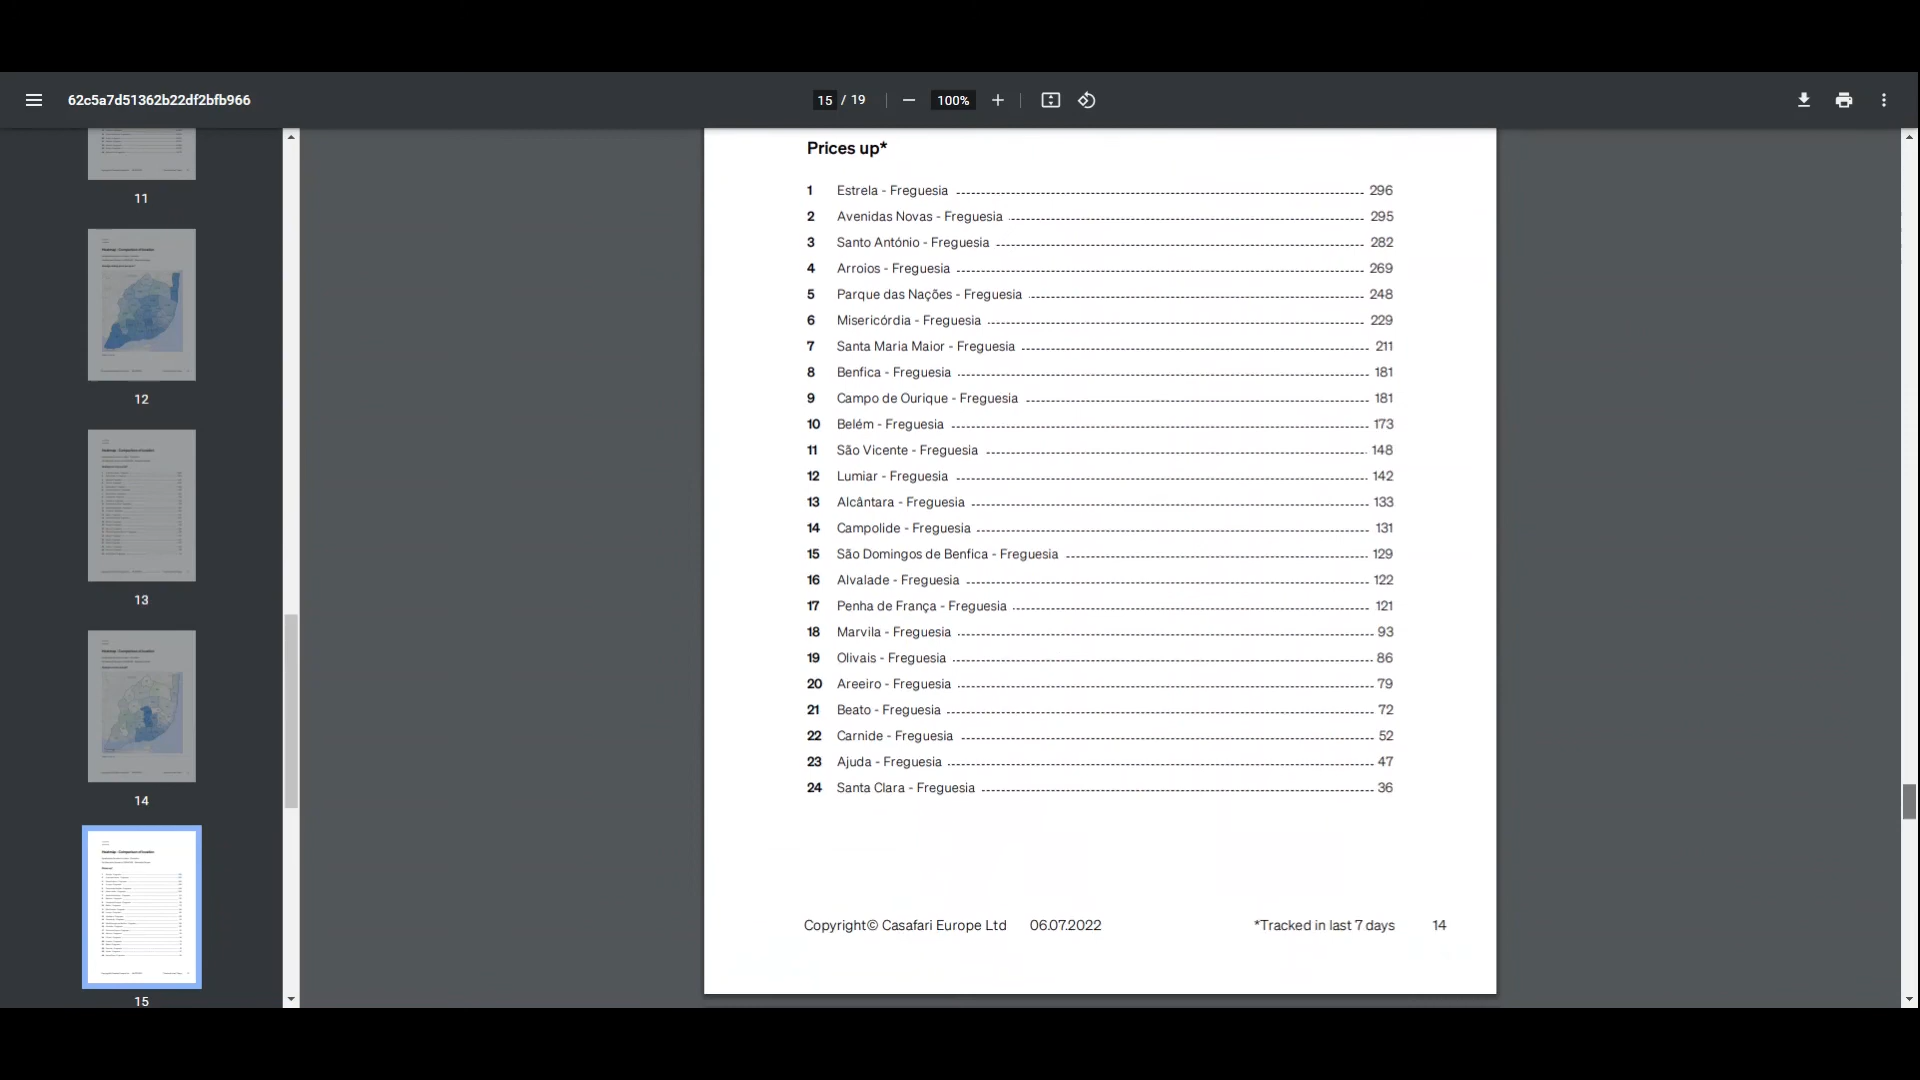 62c5a7d51362b22df2bfb966
15 / 19
100%
11
12
13
14
15
Prices up*
1 Estrela - Freguesia 296
2 Avenidas Novas - Freguesia 295
3 Santo António - Freguesia 282
4 Arroios - Freguesia 269
5 Parque das Nações - Freguesia 248
6 Misericórdia - Freguesia 229
7 Santa Maria Maior - Freguesia 211
8 Benfica - Freguesia 181
9 Campo de Ourique - Freguesia 181
10 Belém - Freguesia 173
11 São Vicente - Freguesia 148
12 Lumiar - Freguesia 142
13 Alcântara - Freguesia 133
14 Campolide - Freguesia 131
15 São Domingos de Benfica - Freguesia 129
16 Alvalade - Freguesia 122
17 Penha de França - Freguesia 121
18 Marvila - Freguesia 93
19 Olivais - Freguesia 86
20 Areeiro - Freguesia 79
21 Beato - Freguesia 72
22 Carnide - Freguesia 52
23 Ajuda - Freguesia 47
24 Santa Clara - Freguesia 36
Copyright© Casafari Europe Ltd 06.07.2022 *Tracked in last 7 days 14